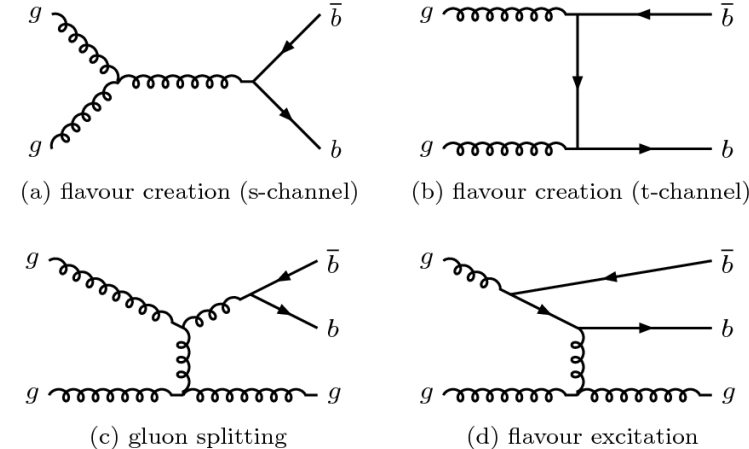 g b̅ g b̅
g b g b
(a) flavour creation (s-channel) (b) flavour creation (t-channel)
g b̅ g b̅
b b
g g g g
(c) gluon splitting (d) flavour excitation